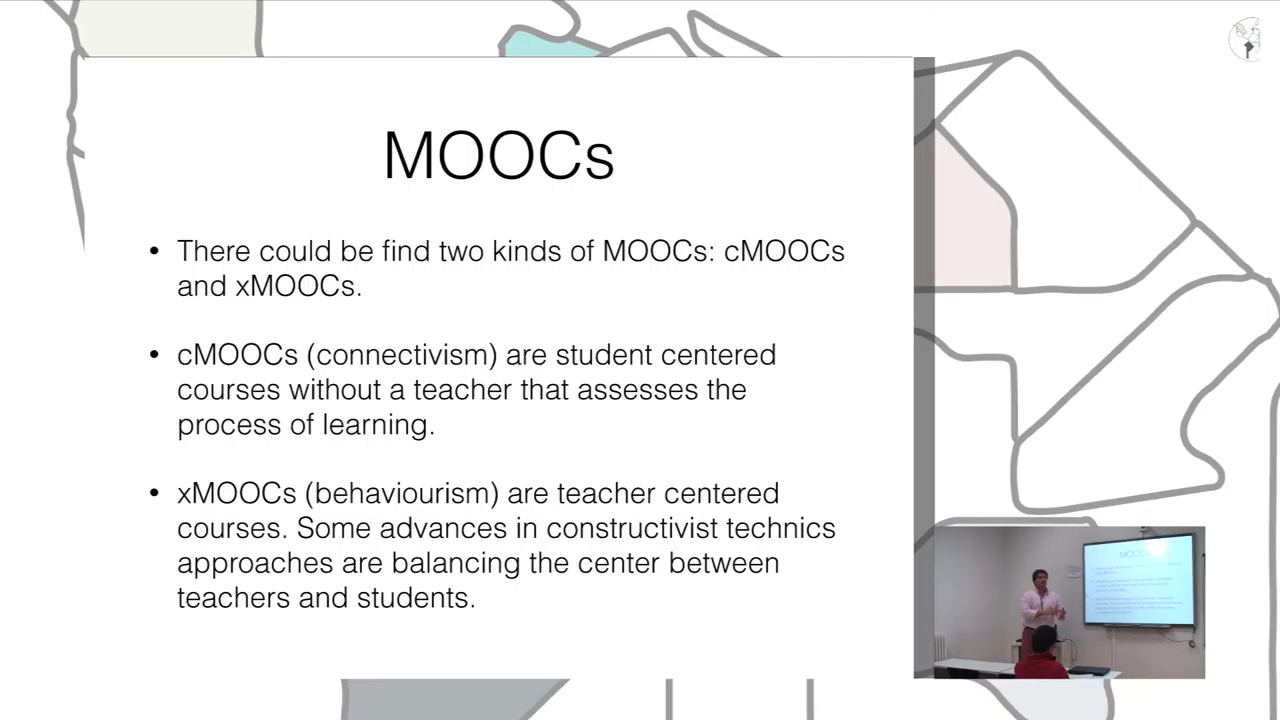 MOOCs
• There could be find two kinds of MOOCs: cMOOCs
and xMOOCs.
• cMOOCs (connectivism) are student centered
courses without a teacher that assesses the
process of learning.
• xMOOCs (behaviourism) are teacher centered
courses. Some advances in constructivist technics
approaches are balancing the center between
teachers and students.